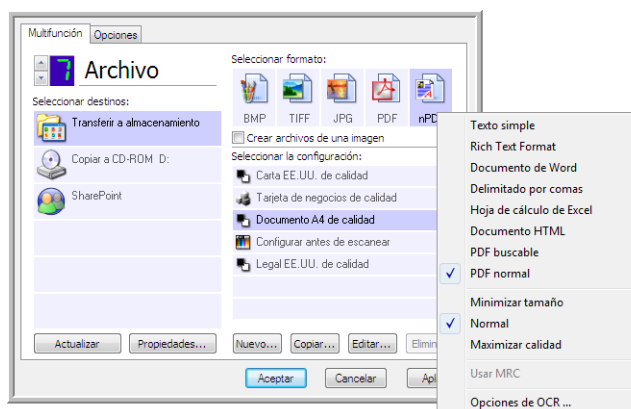 Multifunción
Opciones
7
Archivo
Seleccionar destinos:
Transferir a almacenamiento
Copiar a CD-ROM D:
SharePoint
Actualizar
Propiedades...
Seleccionar formato:
BMP
TIFF
JPG
PDF
Crear archivos de una imagen
Seleccionar la configuración:
Carta EE.UU. de calidad
Tarjeta de negocios de calidad
Documento A4 de calidad
Configurar antes de escanear
Legal EE.UU. de calidad
Nuevo...
Copiar...
Editar...
Aceptar
Cancelar
Texto simple
Rich Text Format
Documento de Word
Delimitado por comas
Hoja de cálculo de Excel
Documento HTML
PDF buscable
PDF normal
Minimizar tamaño
Normal
Maximizar calidad
Usar MRC
Opciones de OCR ...